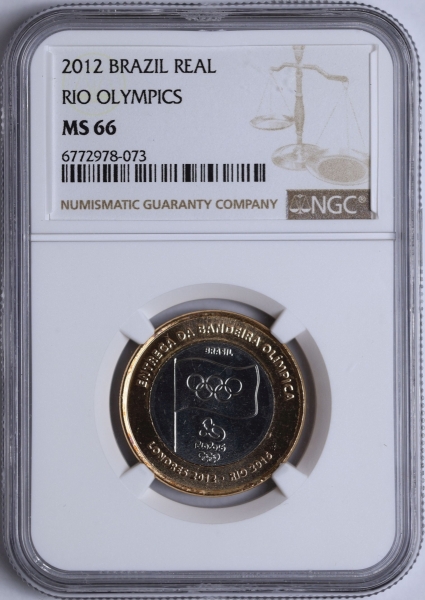 2012 BRAZIL REAL
RIO OLYMPICS
MS 66
6772978-073
NUMISMATIC GUARANTY COMPANY
NGC
ENTREGA DA BANDEIRA OLÍMPICA
BRASIL
LONDRES 2012 - RIO 2016